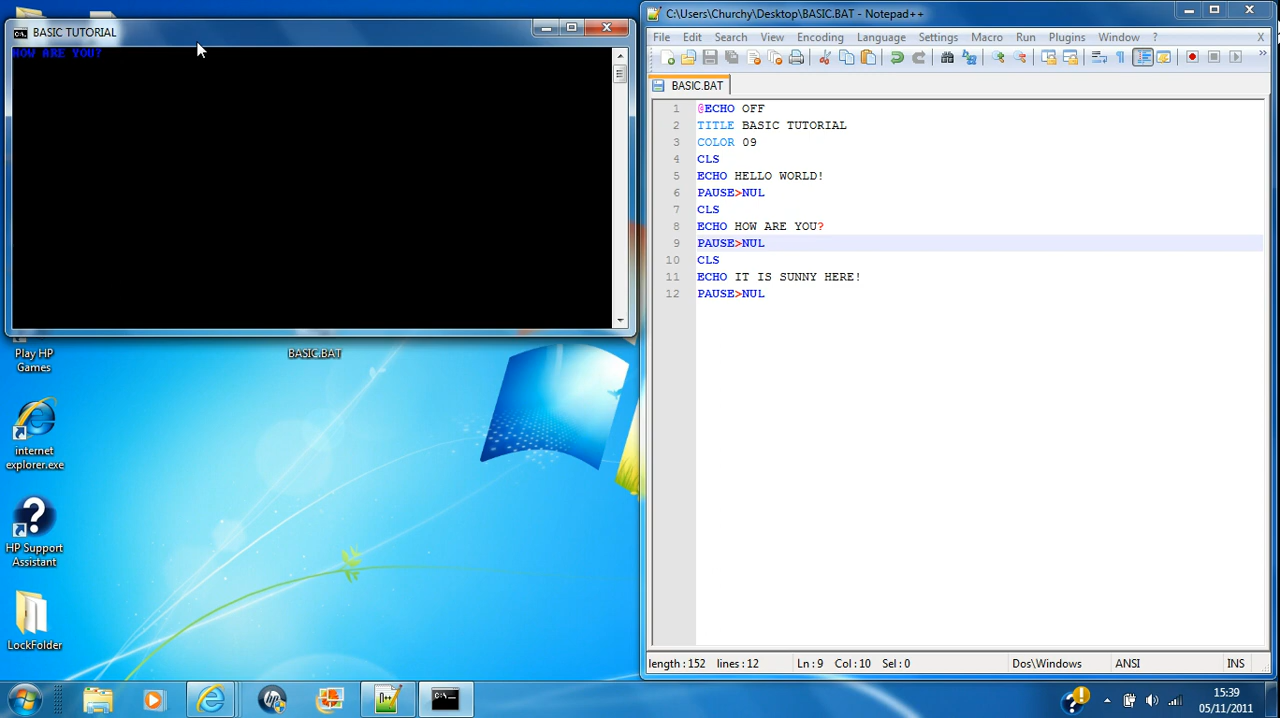 BASIC TUTORIAL
HOW ARE YOU?
C:\Users\Churchy\Desktop\BASIC.BAT - Notepad++
File Edit Search View Encoding Language Settings Macro Run Plugins Window ? X
BASIC.BAT
1 @ECHO OFF
2 TITLE BASIC TUTORIAL
3 COLOR 09
4 CLS
5 ECHO HELLO WORLD!
6 PAUSE>NUL
7 CLS
8 ECHO HOW ARE YOU?
9 PAUSE>NUL
10 CLS
11 ECHO IT IS SUNNY HERE!
12 PAUSE>NUL
length : 152 lines : 12 Ln : 9 Col : 10 Sel : 0 Dos\Windows ANSI INS
Play HP
Games
BASIC.BAT
internet
explorer.exe
HP Support
Assistant
LockFolder
15:39
05/11/2011